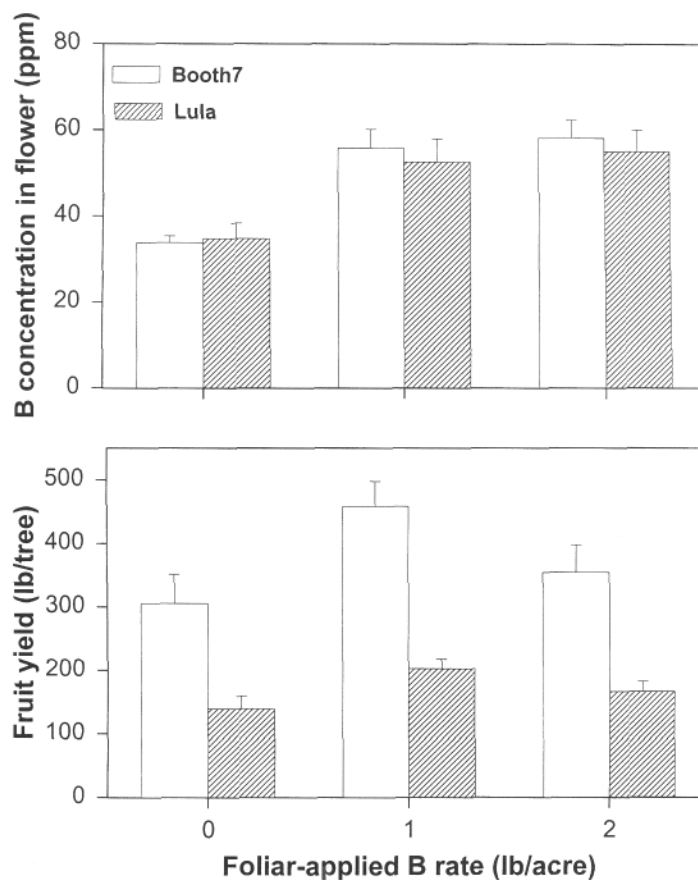 B concentration in flower (ppm)
80
60
40
20
0
Booth7
Lula
Fruit yield (lb/tree)
500
400
300
200
100
0
0 1 2
Foliar-applied B rate (lb/acre)